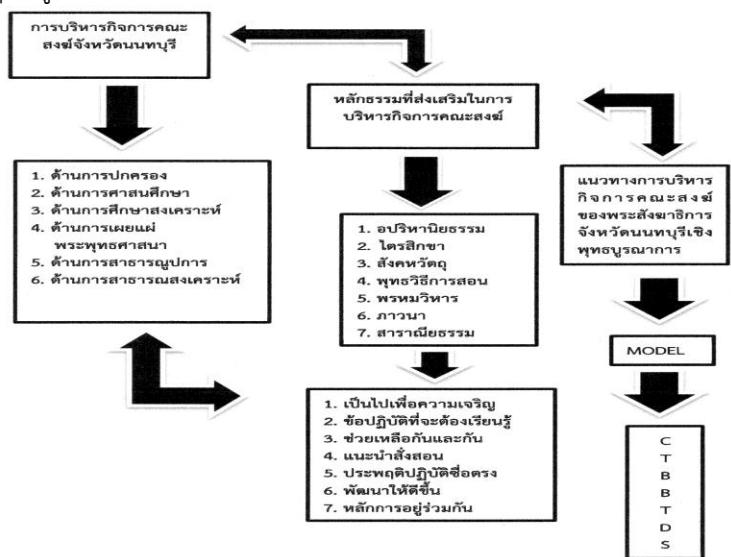 การบริหารกิจการคณะ
สงฆ์จังหวัดนนทบุรี
หลักธรรมที่ส่งเสริมในการ
บริหารกิจการคณะสงฆ์
1. ด้านการปกครอง
2. ด้านการศาสนศึกษา
3. ด้านการศึกษาสงเคราะห์
4. ด้านการเผยแผ่
พระพุทธศาสนา
5. ด้านการสาธารณูปการ
6. ด้านการสาธารณสงเคราะห์
1. อปริหานิยธรรม
2. ไตรสิกขา
3. สังคหวัตถุ
4. พุทธวิธีการสอน
5. พรหมวิหาร
6. ภาวนา
7. สาราณียธรรม
แนวทางการบริหาร
กิจการคณะสงฆ์
ของพระสังฆาธิการ
จังหวัดนนทบุรีเชิง
พุทธบูรณาการ
MODEL
1. เป็นไปเพื่อความเจริญ
2. ข้อปฏิบัติที่จะต้องเรียนรู้
3. ช่วยเหลือกันและกัน
4. แนะนำสั่งสอน
5. ประพฤติปฏิบัติซื่อตรง
6. พัฒนาให้ดีขึ้น
7. หลักการอยู่ร่วมกัน
C
T
B
B
T
D
S